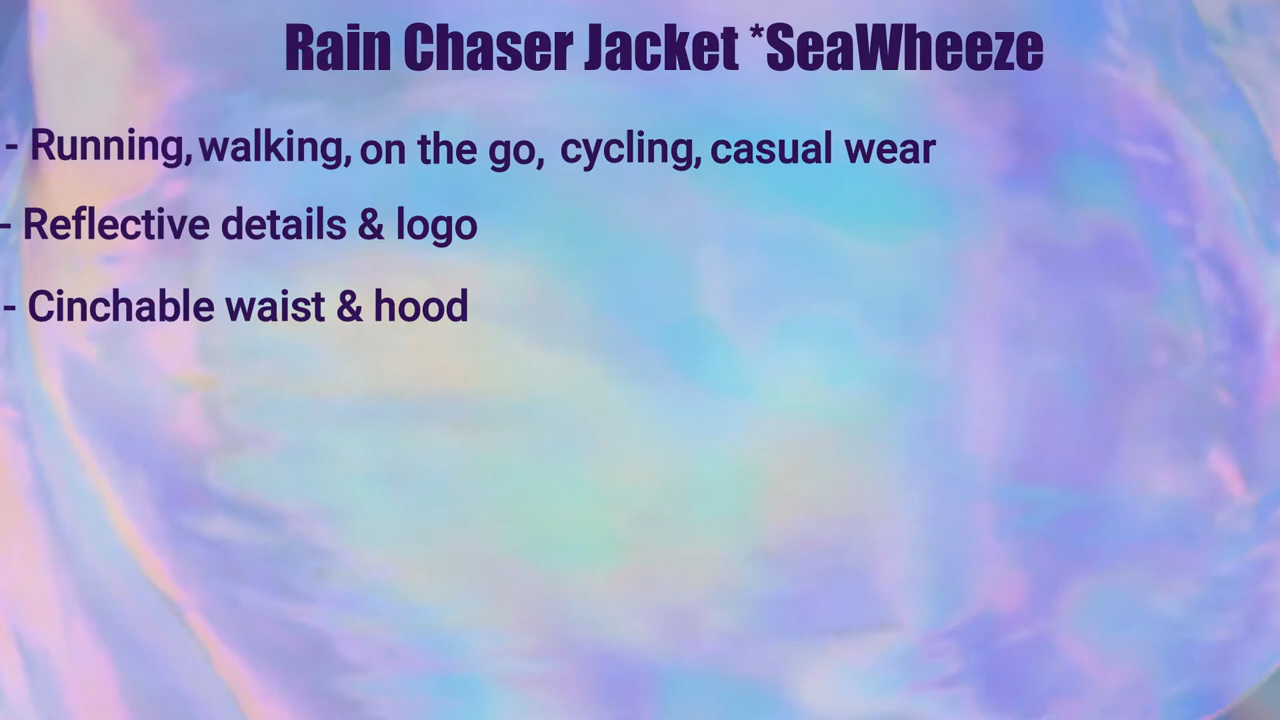 Rain Chaser Jacket *SeaWheeze
- Running, walking, on the go, cycling, casual wear
- Reflective details & logo
- Cinchable waist & hood